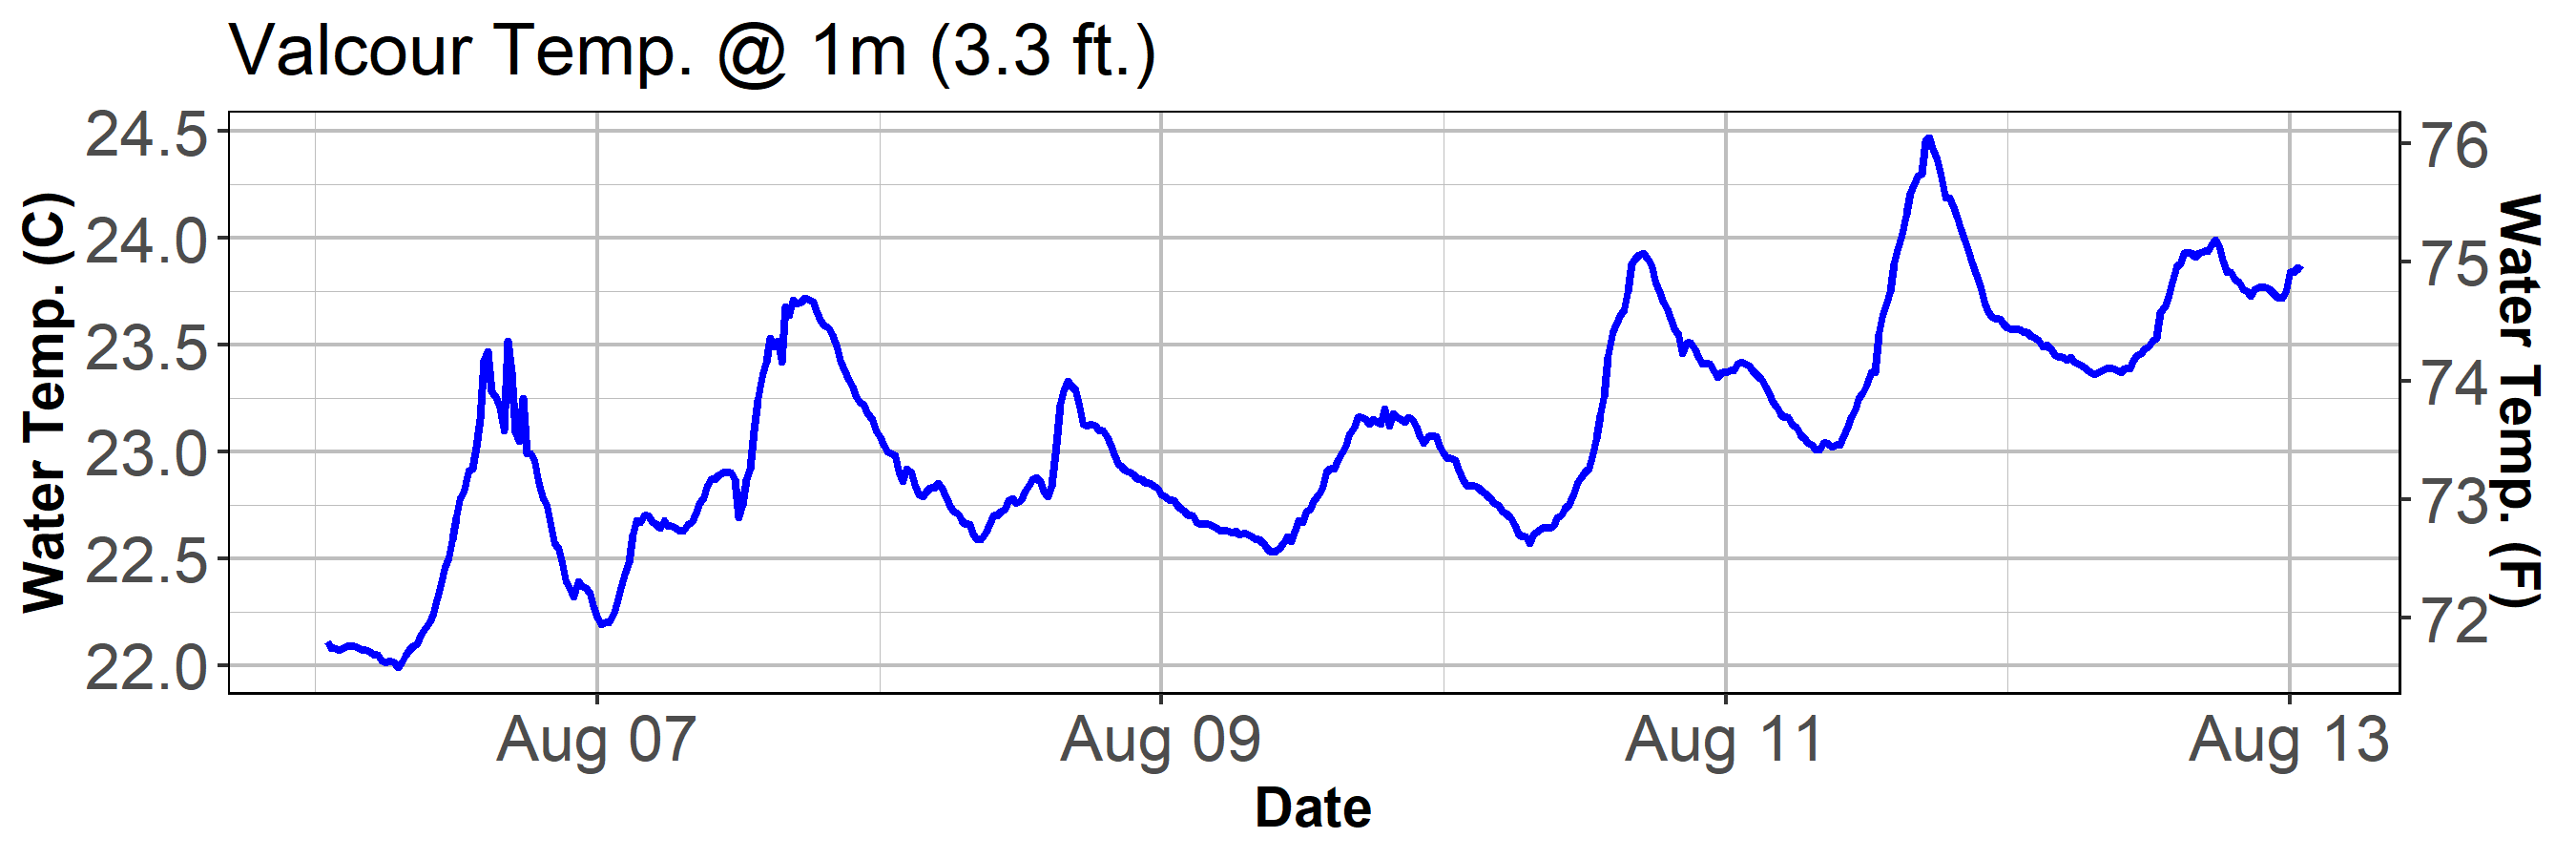 Valcour Temp. @ 1m (3.3 ft.)
Water Temp. (C)
24.5
24.0
23.5
23.0
22.5
22.0
76
75
74
73
72
Water Temp. (F)
Aug 07
Aug 09
Aug 11
Aug 13
Date